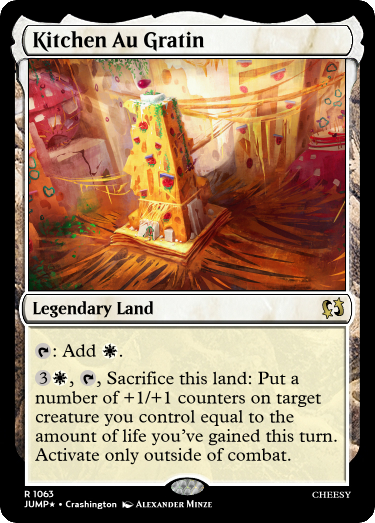 Kitchen Au Gratin
Legendary Land
: Add .
3, , Sacrifice this land: Put a
number of +1/+1 counters on target
creature you control equal to the
amount of life you've gained this turn.
Activate only outside of combat.
R 1063
JUMP★ • Crashington Alexander Minze
CHEESY